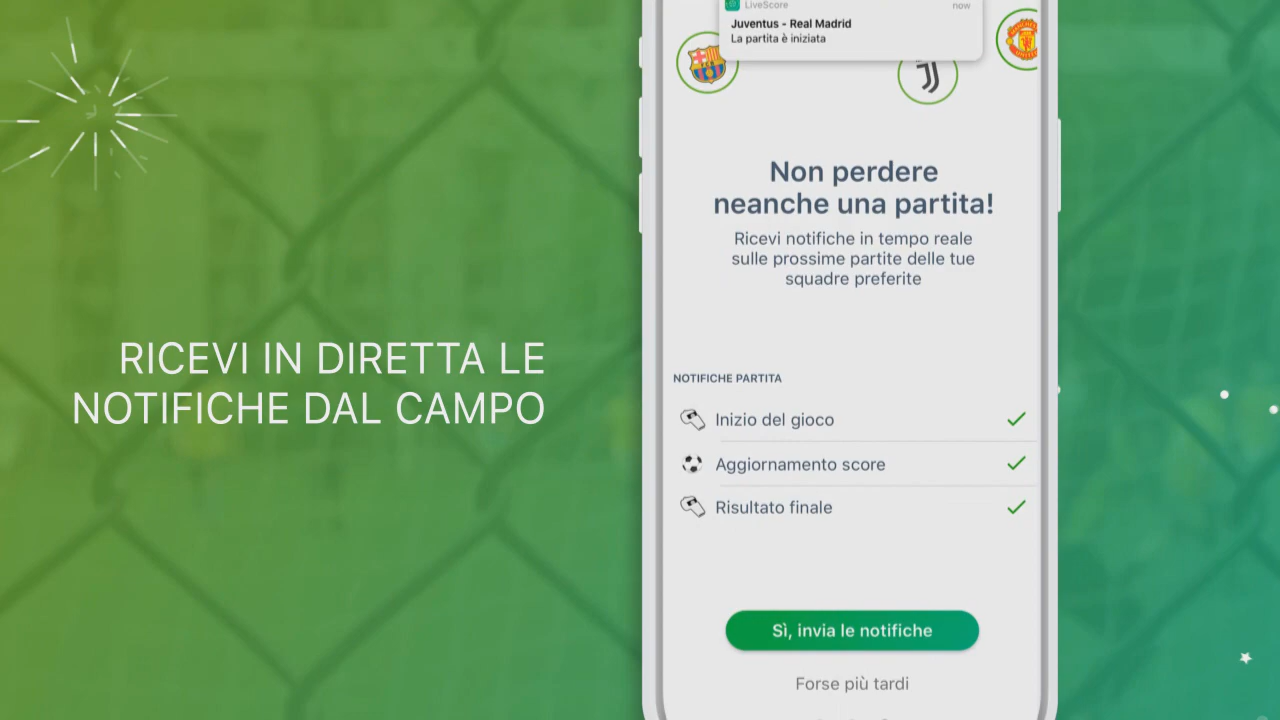 RICEVI IN DIRETTA LE
NOTIFICHE DAL CAMPO
LiveScore now
Juventus - Real Madrid
La partita è iniziata
Non perdere
neanche una partita!
Ricevi notifiche in tempo reale
sulle prossime partite delle tue
squadre preferite
NOTIFICHE PARTITA
Inizio del gioco
Aggiornamento score
Risultato finale
Sì, invia le notifiche
Forse più tardi